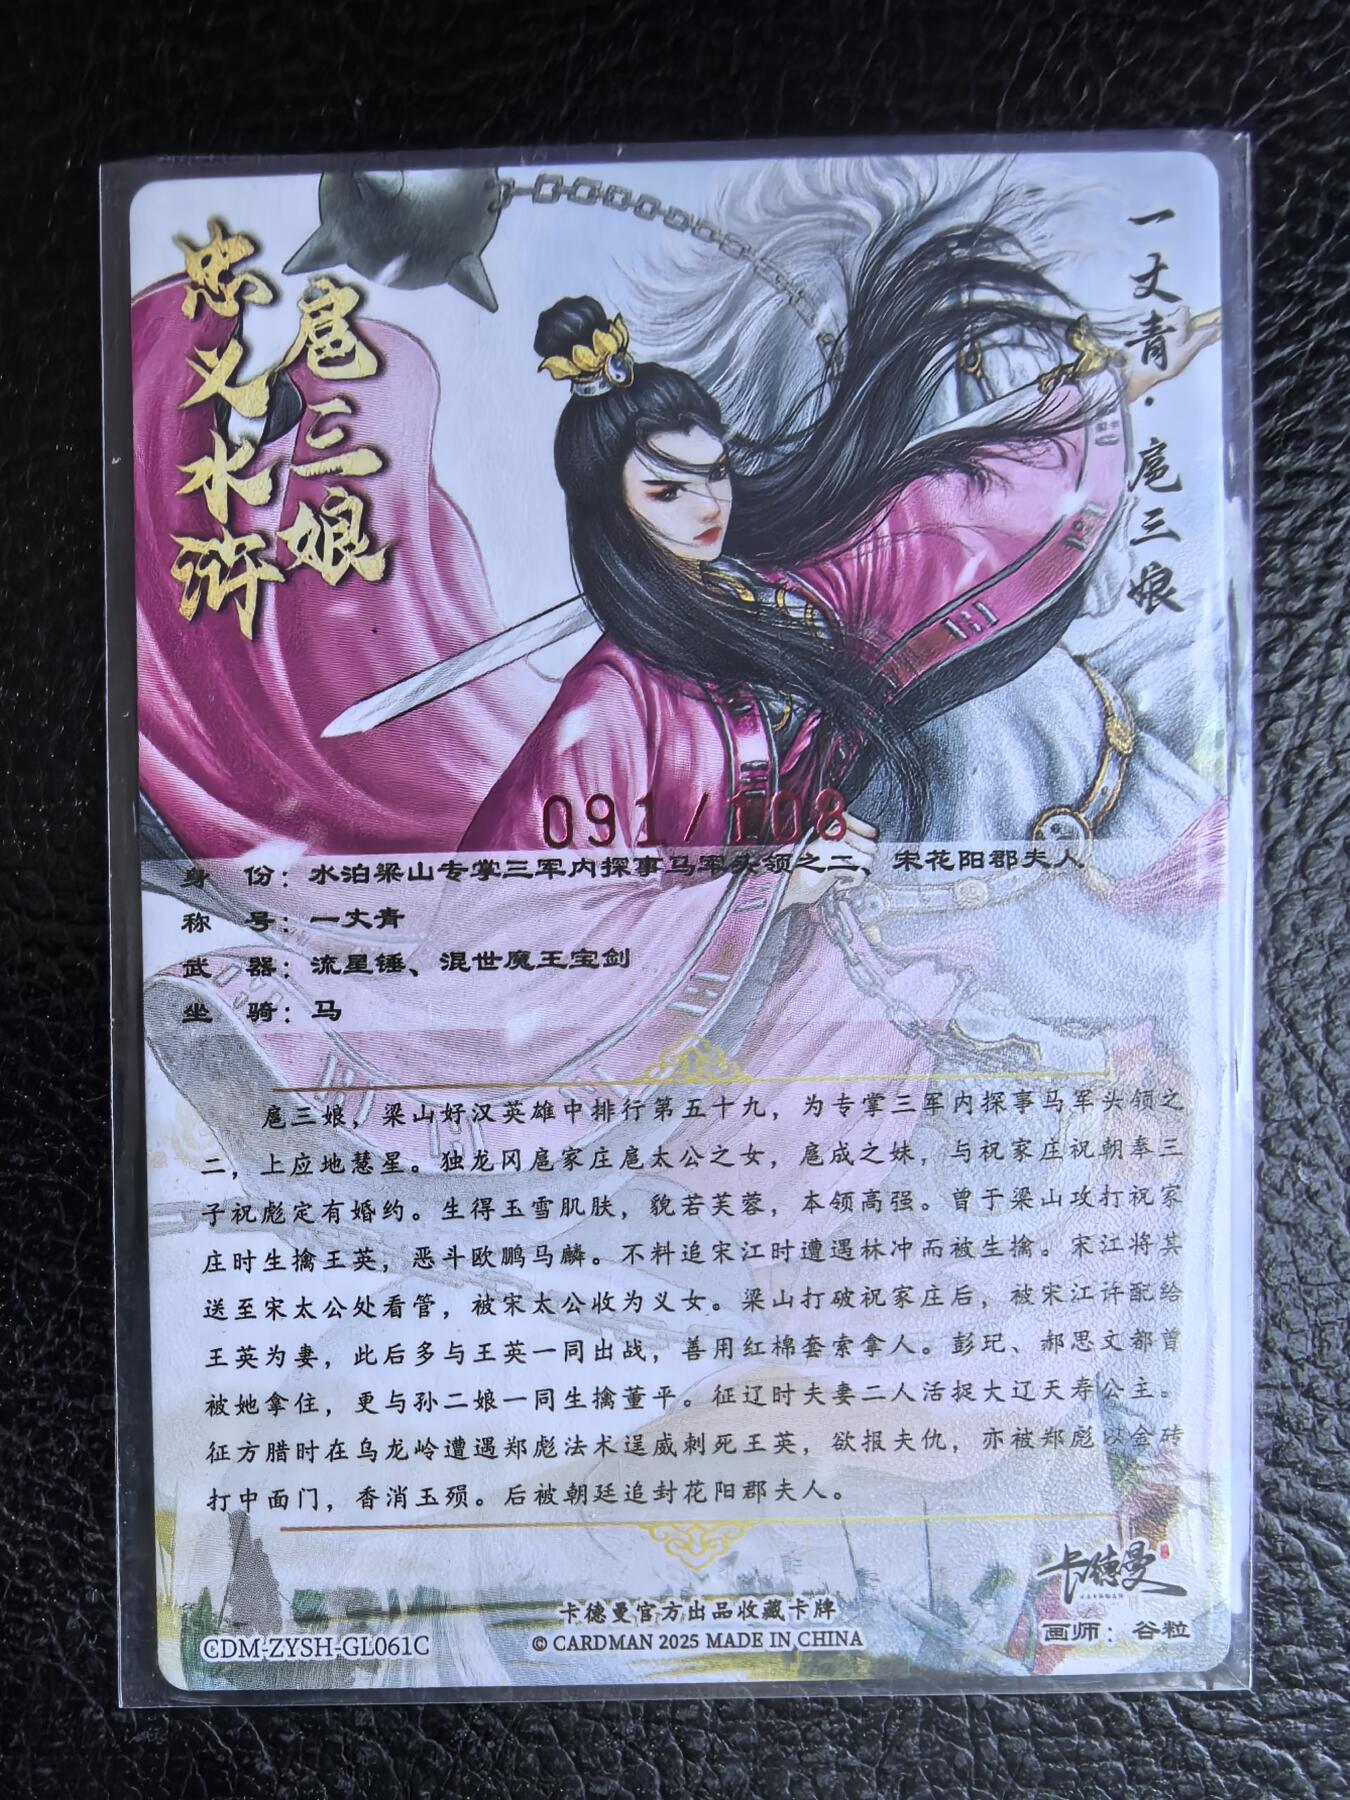 忠义水浒
扈三娘
一丈青·扈三娘
091/108
身 份：水泊梁山专掌三军内探事马军头领之二、宋花阳郡夫人
称 号：一丈青
武 器：流星锤、混世魔王宝剑
坐 骑：马
扈三娘，梁山好汉英雄中排行第五十九，为专掌三军内探事马军头领之
二，上应地慧星。独龙冈扈家庄扈太公之女，扈成之妹，与祝家庄祝朝奉三
子祝彪定有婚约。生得玉雪肌肤，貌若芙蓉，本领高强。曾于梁山攻打祝家
庄时生擒王英，恶斗欧鹏马麟。不料追宋江时遭遇林冲而被生擒。宋江将其
送至宋太公处看管，被宋太公收为义女。梁山打破祝家庄后，被宋江许配给
王英为妻，此后多与王英一同出战，善用红棉套索拿人。彭玘、郝思文都曾
被她拿住，更与孙二娘一同生擒董平。征辽时夫妻二人活捉大辽天寿公主。
征方腊时在乌龙岭遭遇郑彪法术逞威刺死王英，欲报夫仇，亦被郑彪以金砖
打中面门，香消玉殒。后被朝廷追封花阳郡夫人。
卡德曼
卡德曼官方出品收藏卡牌
CDM-ZYSH-GL061C
© CARDMAN 2025 MADE IN CHINA
画师：谷粒